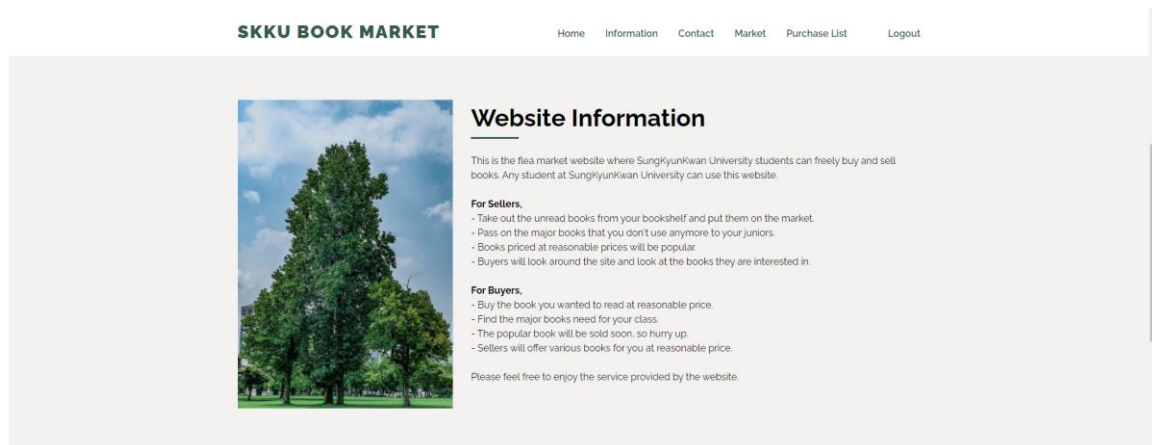 SKKU BOOK MARKET
Home Information Contact Market Purchase List Logout
Website Information
This is the flea market website where SungKyunKwan University students can freely buy and sell
books. Any student at SungKyunKwan University can use this website.
For Sellers,
- Take out the unread books from your bookshelf and put them on the market.
- Pass on the major books that you don't use anymore to your juniors.
- Books priced at reasonable prices will be popular.
- Buyers will look around the site and look at the books they are interested in.
For Buyers,
- Buy the book you wanted to read at reasonable price.
- Find the major books need for your class.
- The popular book will be sold soon, so hurry up.
- Sellers will offer various books for you at reasonable price.
Please feel free to enjoy the service provided by the website.